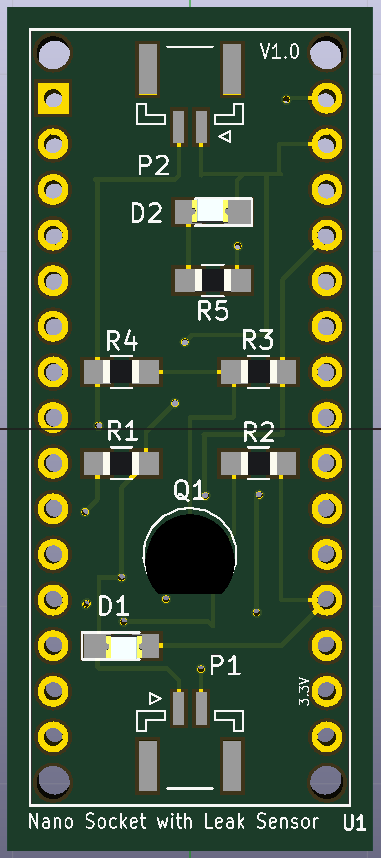 V1.0
P2
D2
R5
R4
R3
R1
R2
Q1
D1
P1
3.3V
Nano Socket with Leak Sensor
U1